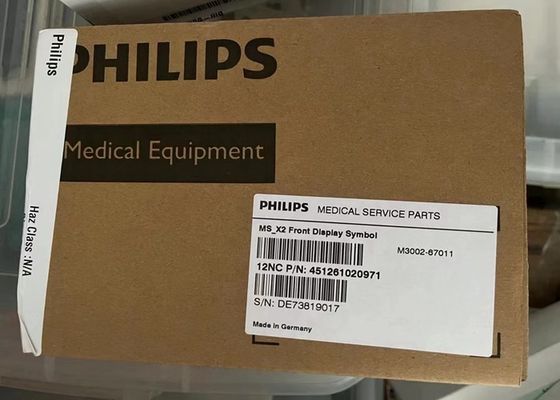 Philips
Haz Class :N/A
PHILIPS
Medical Equipment
PHILIPS MEDICAL SERVICE PARTS
MS_X2 Front Display Symbol
M3002-67011
12NC P/N: 451261020971
S/N: DE73819017
Made in Germany